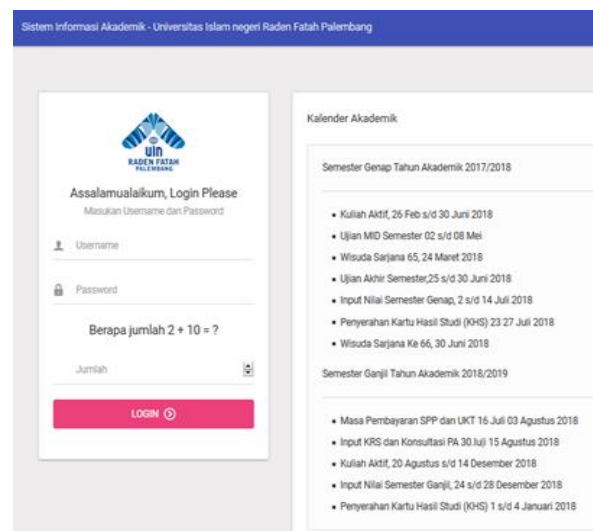 Sistem Informasi Akademik - Universitas Islam negeri Raden Fatah Palembang
uin
RADEN FATAH
PALEMBANG
Assalamualaikum, Login Please
Masukan Username dan Password
Username
Password
Berapa jumlah 2 + 10 = ?
Jumlah
LOGIN
Kalender Akademik
Semester Genap Tahun Akademik 2017/2018
Kuliah Aktif, 26 Feb s/d 30 Juni 2018
Ujian MID Semester 02 s/d 08 Mei
Wisuda Sarjana 65, 24 Maret 2018
Ujian Akhir Semester,25 s/d 30 Juni 2018
Input Nilai Semester Genap, 2 s/d 14 Juli 2018
Penyerahan Kartu Hasil Studi (KHS) 23 27 Juli 2018
Wisuda Sarjana Ke 66, 30 Juni 2018
Semester Ganjil Tahun Akademik 2018/2019
Masa Pembayaran SPP dan UKT 16 Juli 03 Agustus 2018
Input KRS dan Konsultasi PA 30 luji 15 Agustus 2018
Kuliah Aktif, 20 Agustus s/d 14 Desember 2018
Input Nilai Semester Ganjil, 24 s/d 28 Desember 2018
Penyerahan Kartu Hasil Studi (KHS) 1 s/d 4 Januari 2018